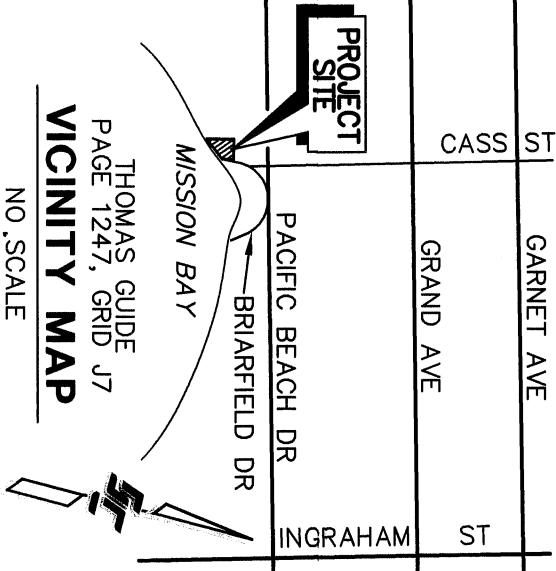 PROJECT
SITE
CASS ST
GARNET AVE
GRAND AVE
PACIFIC BEACH DR
BRIARFIELD DR
MISSION BAY
INGRAHAM ST
THOMAS GUIDE
PAGE 1247, GRID J7
VICINITY MAP
NO SCALE